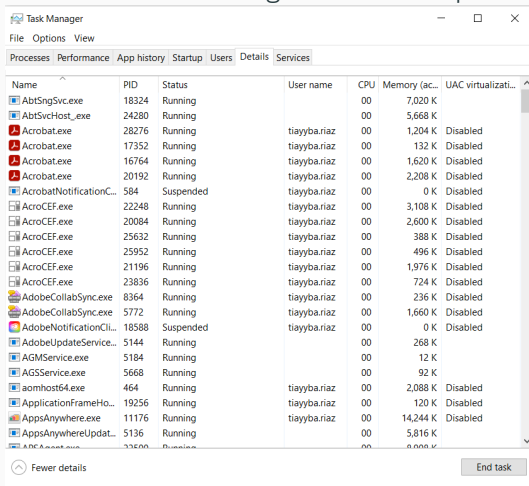 Task Manager
File Options View
Processes Performance App history Startup Users Details Services
Name PID Status User name CPU Memory (ac... UAC virtualizati...
AbtSngSvc.exe 18324 Running 00 7,020 K
AbtSvcHost_.exe 24280 Running 00 5,668 K
Acrobat.exe 28276 Running tiayyba.riaz 00 1,204 K Disabled
Acrobat.exe 17352 Running tiayyba.riaz 00 132 K Disabled
Acrobat.exe 16764 Running tiayyba.riaz 00 1,620 K Disabled
Acrobat.exe 20192 Running tiayyba.riaz 00 2,208 K Disabled
AcrobatNotificationC... 584 Suspended tiayyba.riaz 00 0 K Disabled
AcroCEF.exe 22248 Running tiayyba.riaz 00 3,108 K Disabled
AcroCEF.exe 20084 Running tiayyba.riaz 00 2,600 K Disabled
AcroCEF.exe 25632 Running tiayyba.riaz 00 388 K Disabled
AcroCEF.exe 25952 Running tiayyba.riaz 00 496 K Disabled
AcroCEF.exe 21196 Running tiayyba.riaz 00 1,976 K Disabled
AcroCEF.exe 23836 Running tiayyba.riaz 00 724 K Disabled
AdobeCollabSync.exe 8364 Running tiayyba.riaz 00 236 K Disabled
AdobeCollabSync.exe 5772 Running tiayyba.riaz 00 1,660 K Disabled
AdobeNotificationCli... 18588 Suspended tiayyba.riaz 00 0 K Disabled
AdobeUpdateService... 5144 Running 00 268 K
AGMService.exe 5184 Running 00 12 K
AGSService.exe 5668 Running 00 92 K
aomhost64.exe 464 Running tiayyba.riaz 00 2,088 K Disabled
ApplicationFrameHo... 19256 Running tiayyba.riaz 00 120 K Disabled
AppsAnywhere.exe 11176 Running tiayyba.riaz 00 14,244 K Disabled
AppsAnywhereUpdat... 5136 Running 00 5,816 K
Fewer details End task